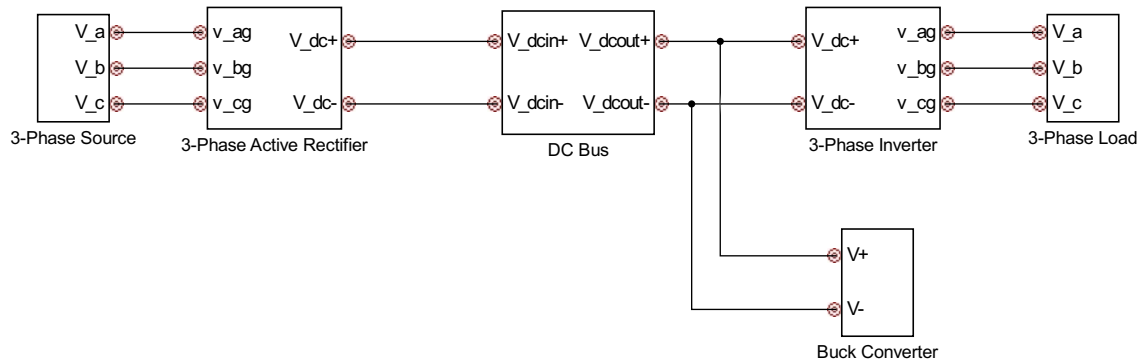 V_a
V_b
V_c
3-Phase Source
v_ag
v_bg
v_cg
V_dc+
V_dc-
3-Phase Active Rectifier
V_dcin+
V_dcin-
V_dcout+
V_dcout-
DC Bus
V_dc+
V_dc-
v_ag
v_bg
v_cg
3-Phase Inverter
V_a
V_b
V_c
3-Phase Load
V+
V-
Buck Converter